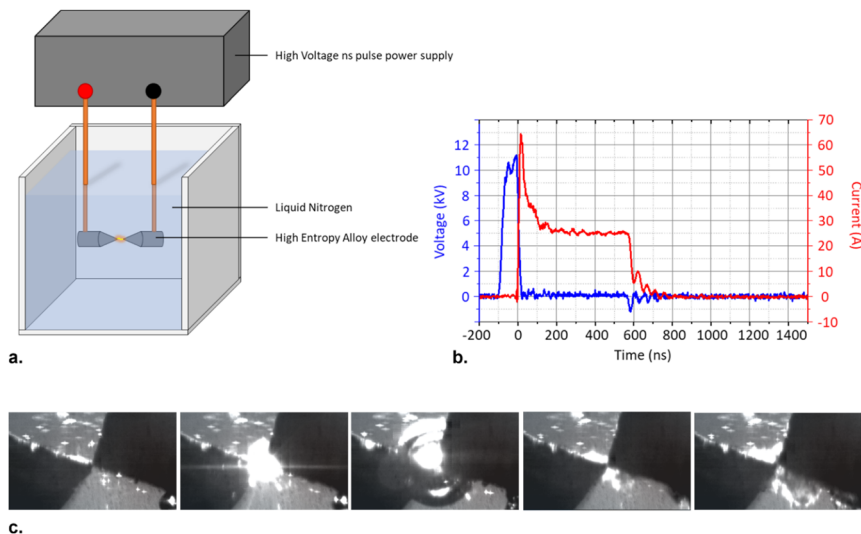 High Voltage ns pulse power supply
Liquid Nitrogen
High Entropy Alloy electrode
a.
Voltage (kV)
12
10
8
6
4
2
0
70
60
50
40
30
20
10
0
-10
Current (A)
-200 0 200 400 600 800 1000 1200 1400
Time (ns)
b.
c.